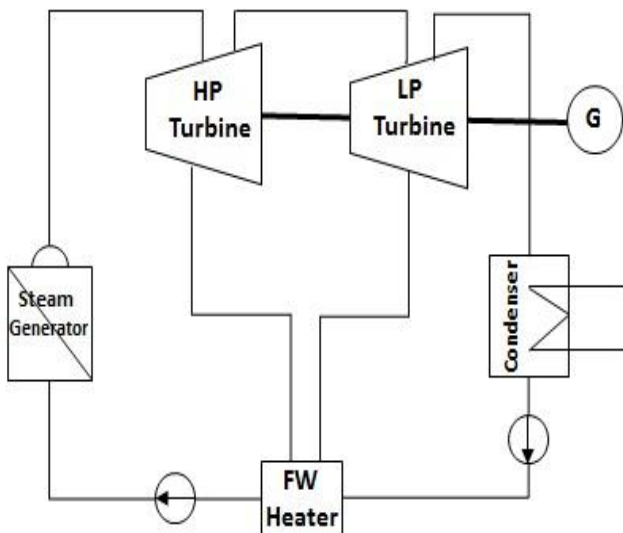 HP
Turbine
LP
Turbine
G
Steam
Generator
Condenser
FW
Heater